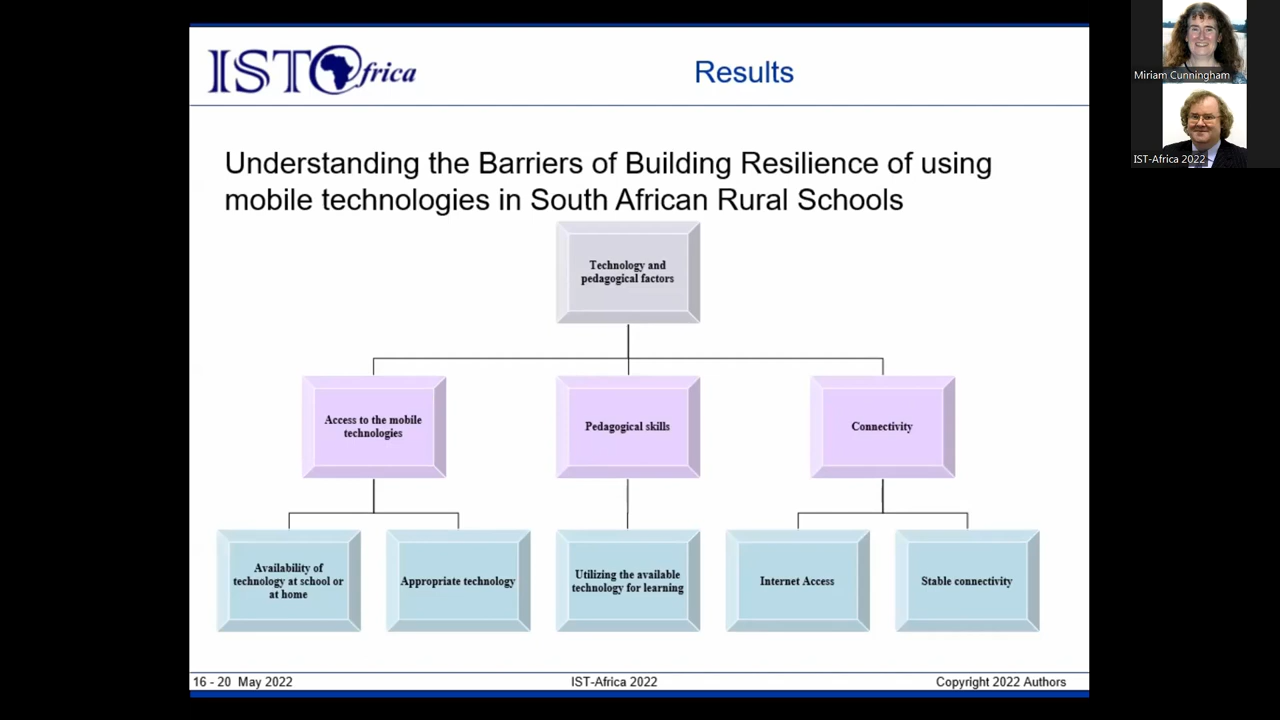 IST Africa
Results
Miriam Cunningham
IST-Africa 2022
Understanding the Barriers of Building Resilience of using
mobile technologies in South African Rural Schools
Technology and
pedagogical factors
Access to the mobile
technologies
Pedagogical skills
Connectivity
Availability of
technology at school or
at home
Appropriate technology
Utilizing the available
technology for learning
Internet Access
Stable connectivity
16 - 20 May 2022
IST-Africa 2022
Copyright 2022 Authors